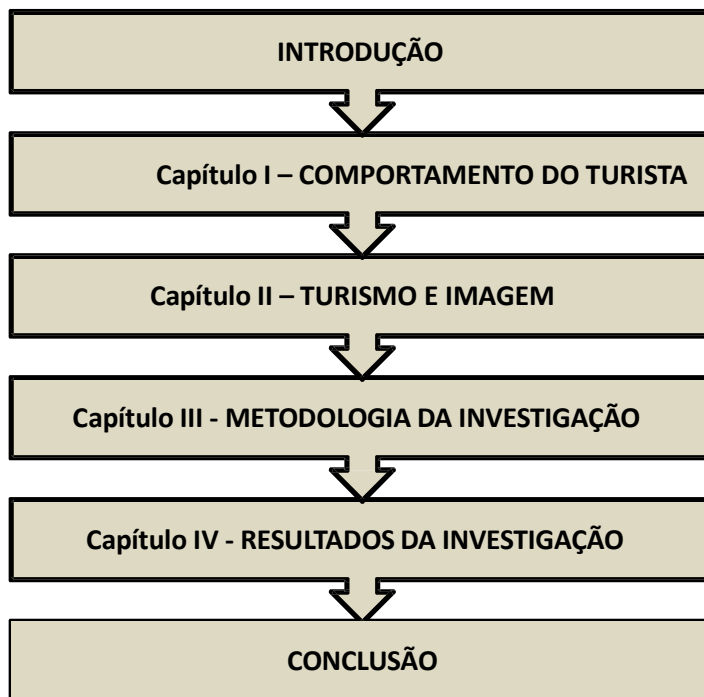 INTRODUÇÃO
Capítulo I – COMPORTAMENTO DO TURISTA
Capítulo II – TURISMO E IMAGEM
Capítulo III - METODOLOGIA DA INVESTIGAÇÃO
Capítulo IV - RESULTADOS DA INVESTIGAÇÃO
CONCLUSÃO